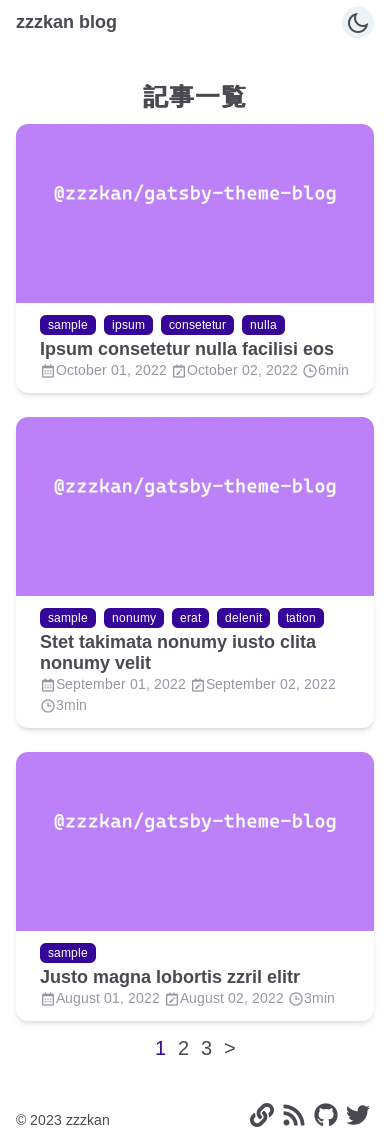 zzzkan blog
記事一覧
@zzzkan/gatsby-theme-blog
sample ipsum consetetur nulla
Ipsum consetetur nulla facilisi eos
October 01, 2022 October 02, 2022 6min
@zzzkan/gatsby-theme-blog
sample nonumy erat delenit tation
Stet takimata nonumy iusto clita
nonumy velit
September 01, 2022 September 02, 2022
3min
@zzzkan/gatsby-theme-blog
sample
Justo magna lobortis zzril elitr
August 01, 2022 August 02, 2022 3min
1 2 3 >
© 2023 zzzkan